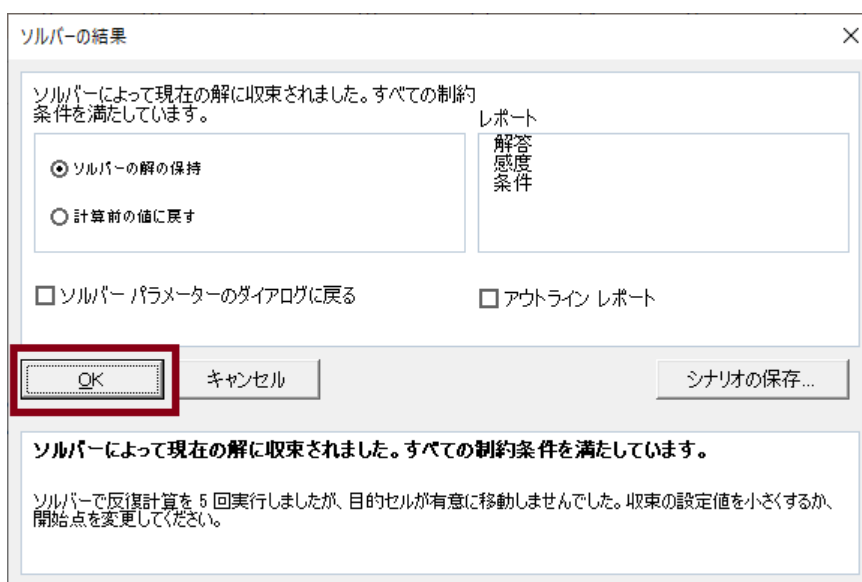 ソルバーの結果
ソルバーによって現在の解に収束されました。すべての制約
条件を満たしています。
レポート
解答
感度
条件
ソルバーの解の保持
計算前の値に戻す
ソルバー パラメーターのダイアログに戻る
アウトライン レポート
OK
キャンセル
シナリオの保存...
ソルバーによって現在の解に収束されました。すべての制約条件を満たしています。
ソルバーで反復計算を 5 回実行しましたが、目的セルが有意に移動しませんでした。収束の設定値を小さくするか、
開始点を変更してください。